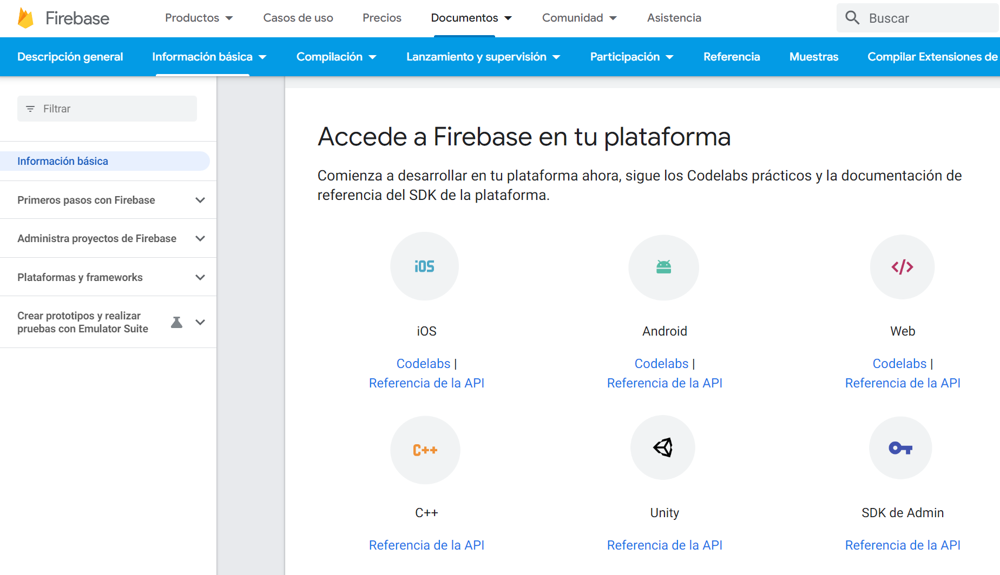 Firebase
Productos
Casos de uso
Precios
Documentos
Comunidad
Asistencia
Buscar
Descripción general
Información básica
Compilación
Lanzamiento y supervisión
Participación
Referencia
Muestras
Compilar Extensiones de
Filtrar
Información básica
Primeros pasos con Firebase
Administra proyectos de Firebase
Plataformas y frameworks
Crear prototipos y realizar
pruebas con Emulator Suite
Accede a Firebase en tu plataforma
Comienza a desarrollar en tu plataforma ahora, sigue los Codelabs prácticos y la documentación de
referencia del SDK de la plataforma.
iOS
iOS
Codelabs |
Referencia de la API
Android
Codelabs |
Referencia de la API
</>
Web
Codelabs |
Referencia de la API
C++
C++
Referencia de la API
Unity
Referencia de la API
SDK de Admin
Referencia de la API